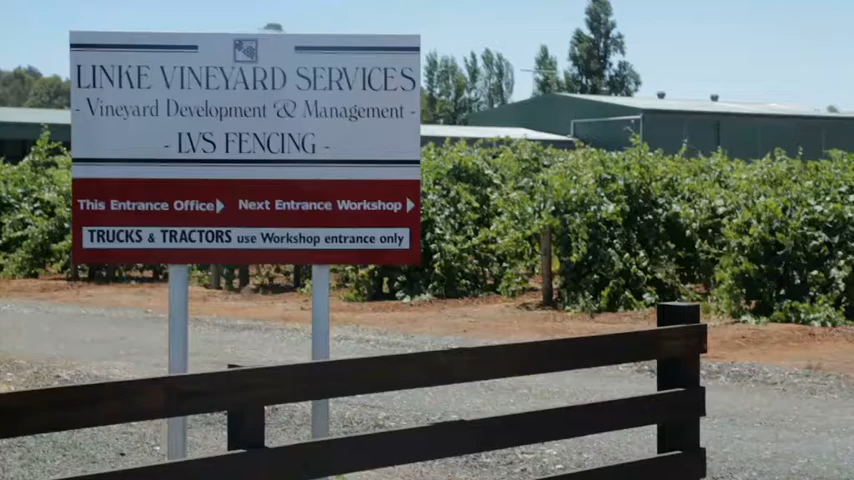 LINKE VINEYARD SERVICES
- Vineyard Development & Management -
- LVS FENCING -
This Entrance Office Next Entrance Workshop
TRUCKS & TRACTORS use Workshop entrance only